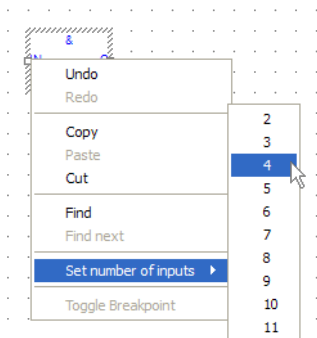 &
Undo
Redo
Copy
Paste
Cut
Find
Find next
Set number of inputs
Toggle Breakpoint
2
3
4
5
6
7
8
9
10
11